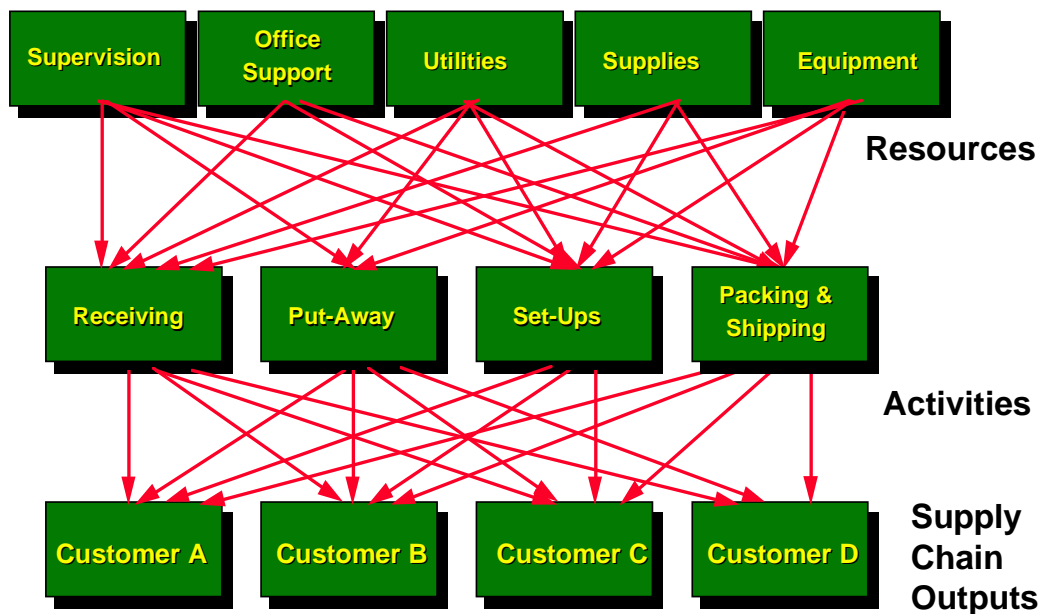 Supervision
Office
Support
Utilities
Supplies
Equipment
Resources
Receiving
Put-Away
Set-Ups
Packing &
Shipping
Activities
Customer A
Customer B
Customer C
Customer D
Supply
Chain
Outputs